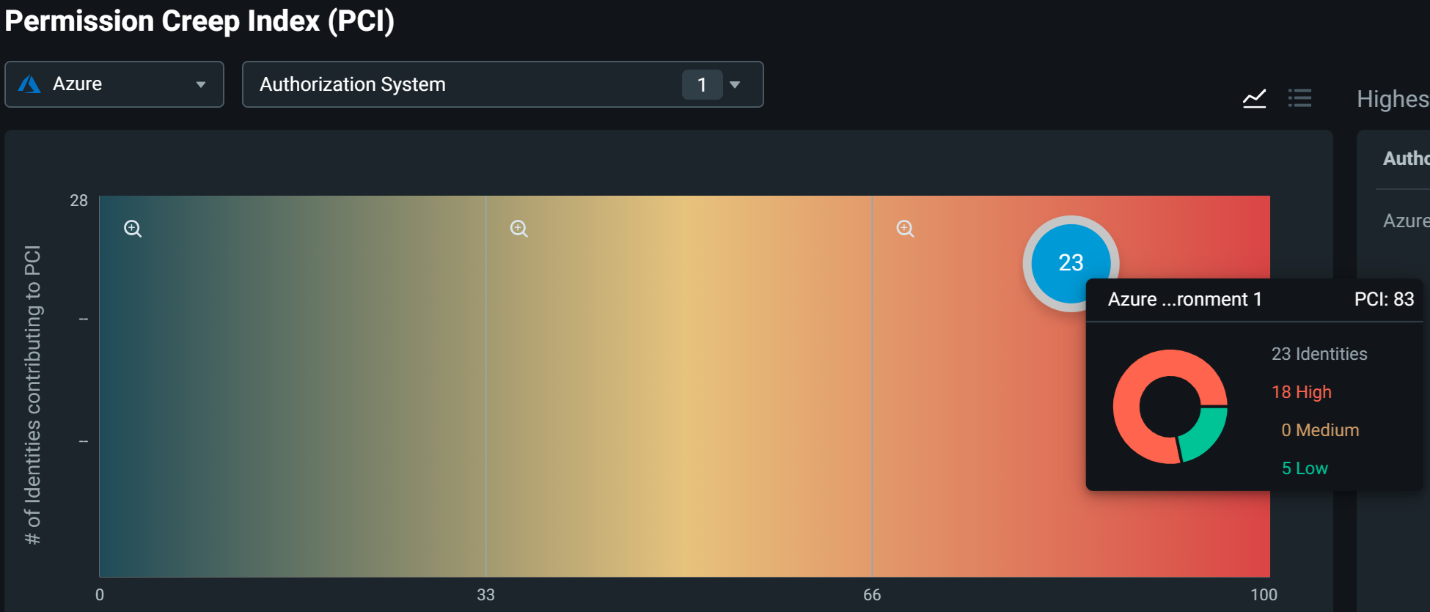 Permission Creep Index (PCI)
Azure
Authorization System 1
Highes
Autho
Azure
28
# of Identities contributing to PCI
23
Azure ...ronment 1 PCI: 83
23 Identities
18 High
0 Medium
5 Low
0 33 66 100